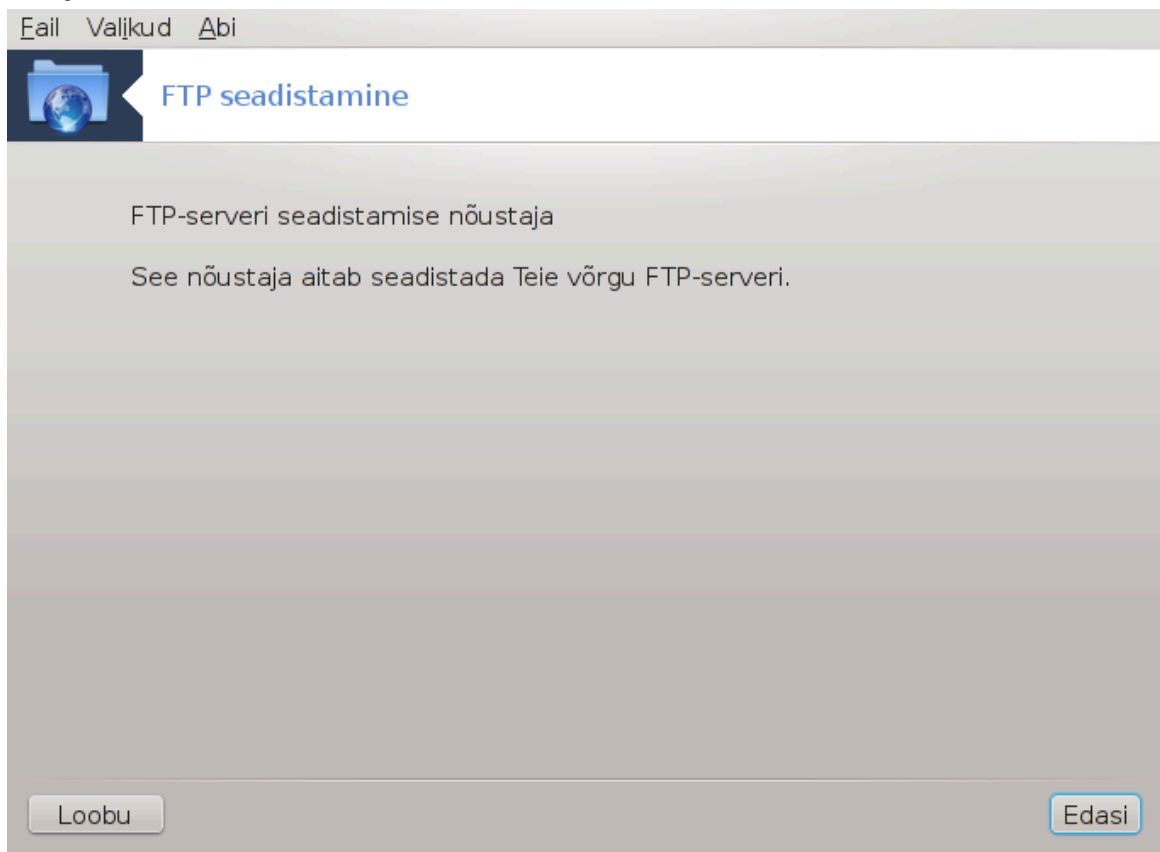 Fail Valikud Abi
FTP seadistamine
FTP-serveri seadistamise nõustaja
See nõustaja aitab seadistada Teie võrgu FTP-serveri.
Loobu Edasi